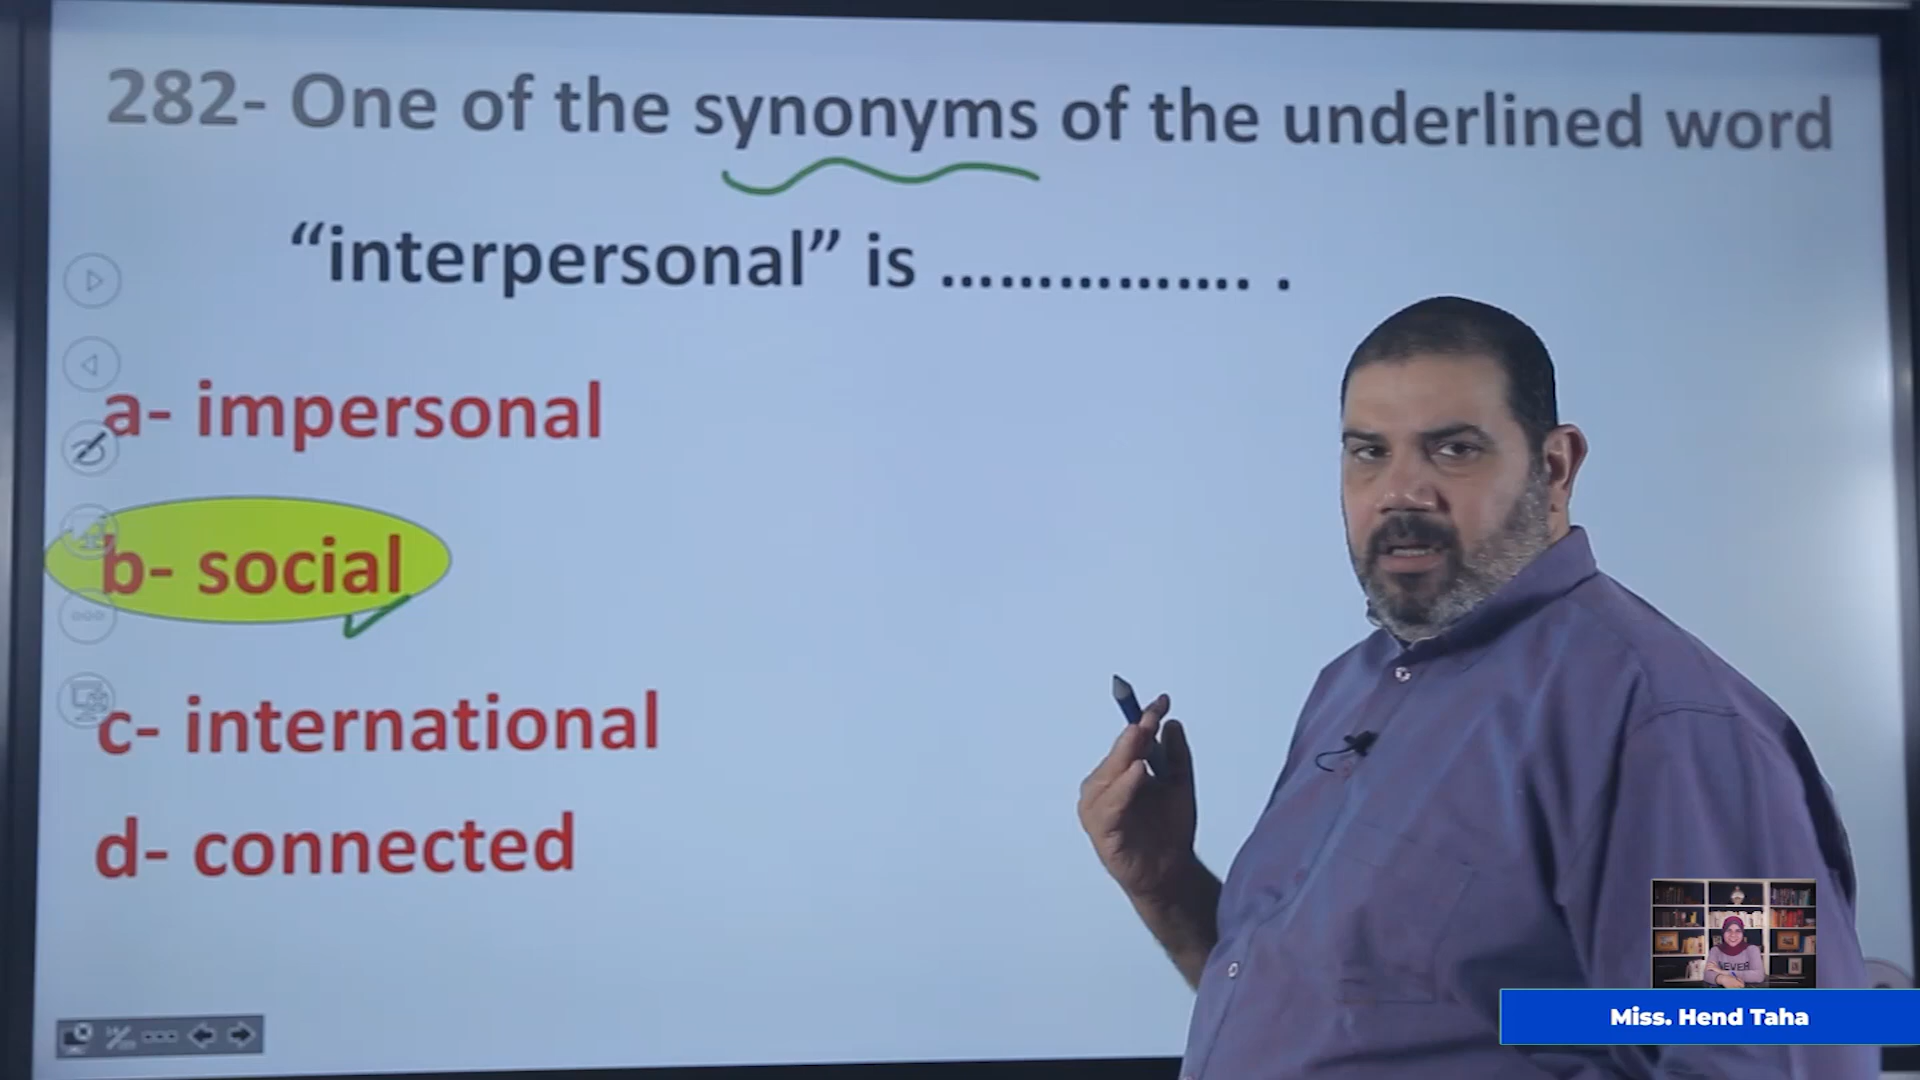 282- One of the synonyms of the underlined word
“interpersonal” is ................ .
a- impersonal
b- social
c- international
d- connected
Miss. Hend Taha